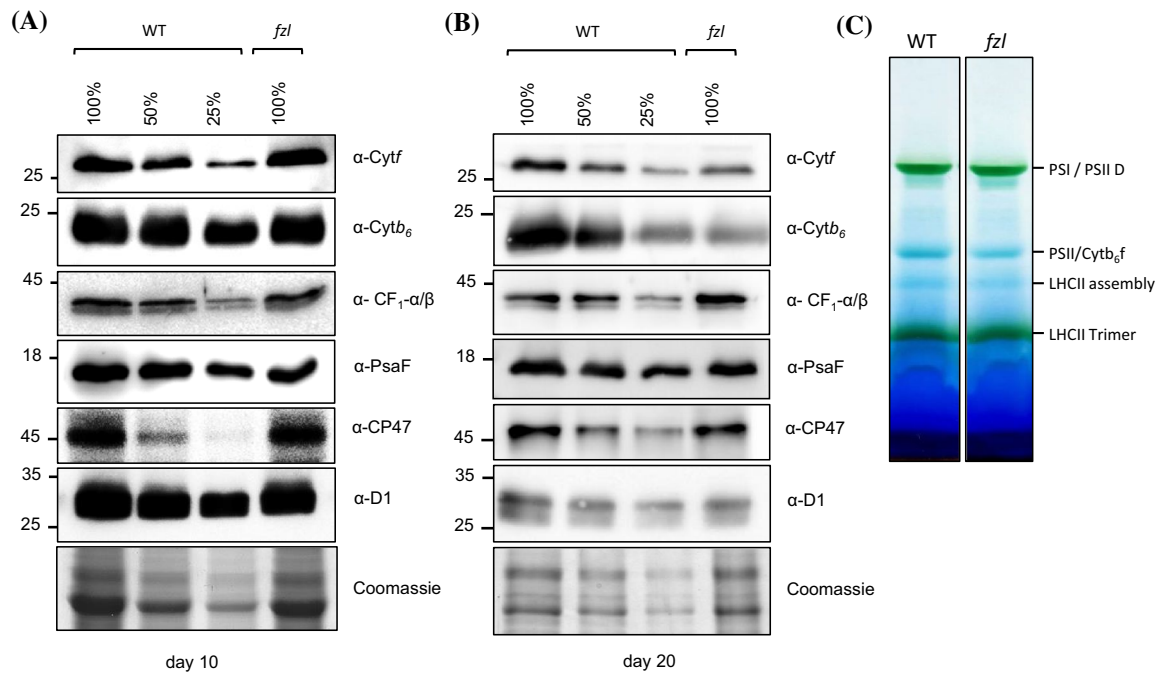 (A)
WT
fzl
100%
50%
25%
100%
α-Cytf
25
α-Cytb₆
25
α- CF₁-α/β
45
α-PsaF
18
α-CP47
45
α-D1
35
25
Coomassie
day 10
(B)
WT
fzl
100%
50%
25%
100%
α-Cytf
25
α-Cytb₆
25
α- CF₁-α/β
45
α-PsaF
18
α-CP47
45
α-D1
35
25
Coomassie
day 20
(C)
WT
fzl
PSI / PSII D
PSII/Cytb₆f
LHCII assembly
LHCII Trimer